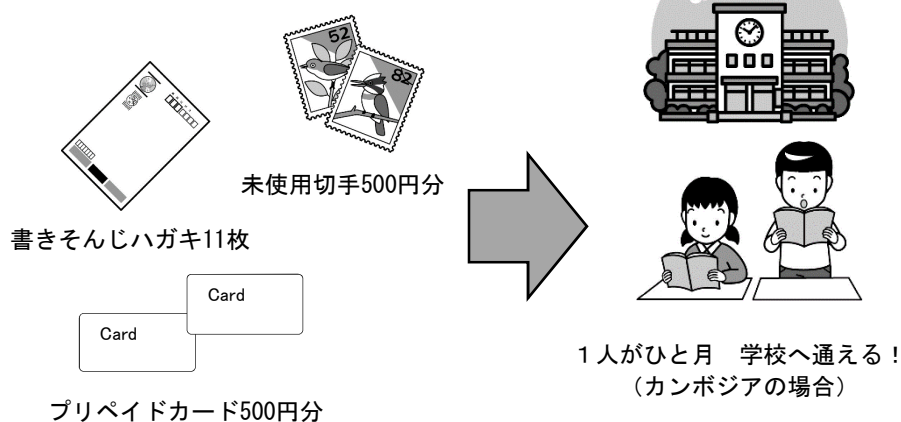 52
82
未使用切手500円分
書きそんじハガキ11枚
Card
Card
プリペイドカード500円分
１人がひと月　学校へ通える！
（カンボジアの場合）